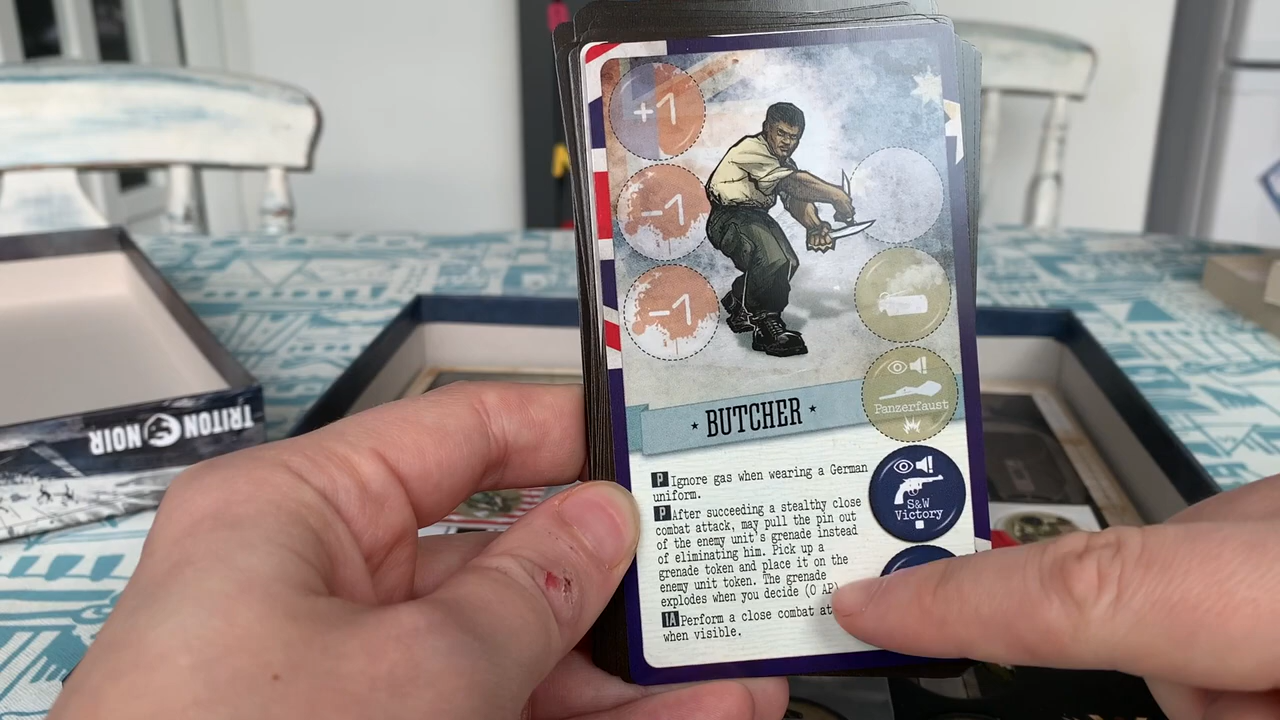 +1
-1
-1
Panzerfaust
★ BUTCHER ★
S&W
Victory
P Ignore gas when wearing a German
uniform.
P After succeeding a stealthy close
combat attack, may pull the pin out
of the enemy unit's grenade instead
of eliminating him. Pick up a
grenade token and place it on the
enemy unit token. The grenade
explodes when you decide (0 AP)
1A Perform a close combat
when visible.
TRITON NOIR